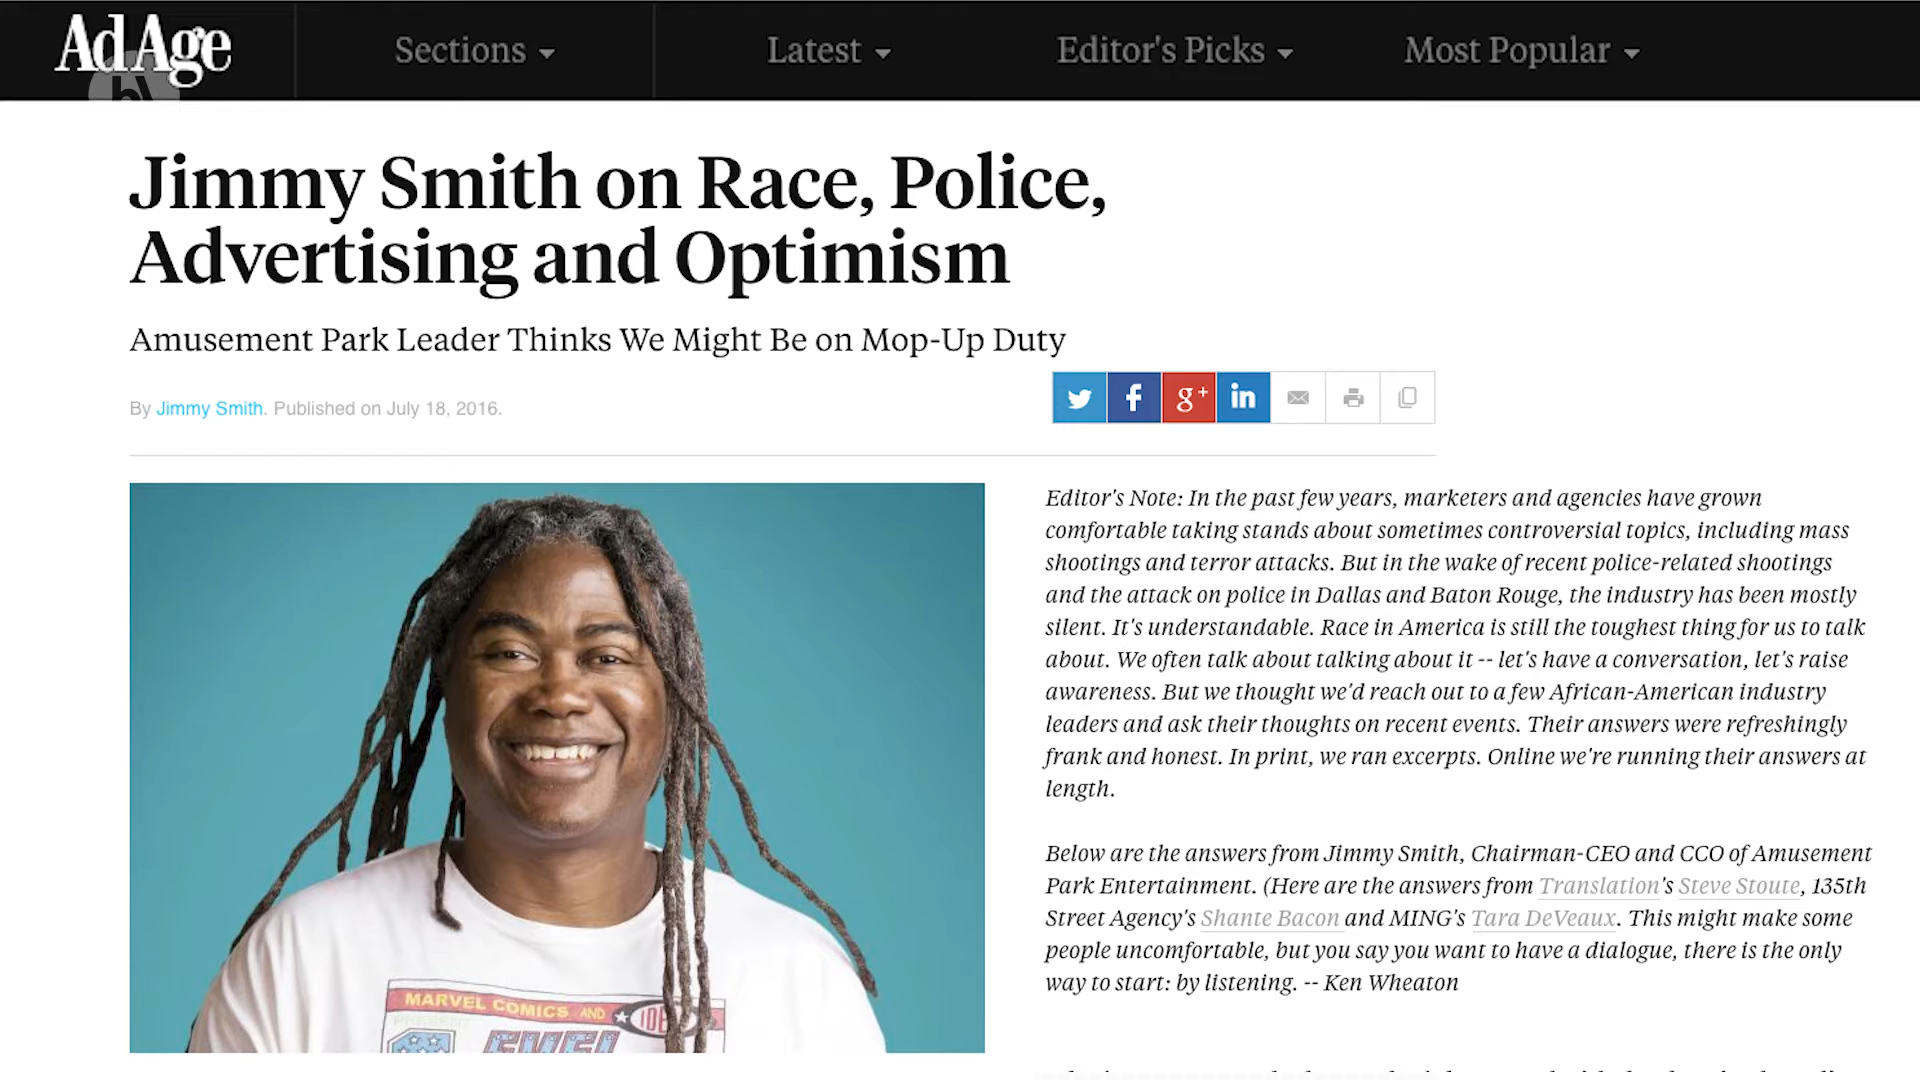 Ad Age
Sections
Latest
Editor's Picks
Most Popular
Jimmy Smith on Race, Police,
Advertising and Optimism
Amusement Park Leader Thinks We Might Be on Mop-Up Duty
By Jimmy Smith. Published on July 18, 2016.
f
g+
in
MARVEL COMICS AND
PRESENT
EVEL
Editor's Note: In the past few years, marketers and agencies have grown
comfortable taking stands about sometimes controversial topics, including mass
shootings and terror attacks. But in the wake of recent police-related shootings
and the attack on police in Dallas and Baton Rouge, the industry has been mostly
silent. It's understandable. Race in America is still the toughest thing for us to talk
about. We often talk about talking about it -- let's have a conversation, let's raise
awareness. But we thought we'd reach out to a few African-American industry
leaders and ask their thoughts on recent events. Their answers were refreshingly
frank and honest. In print, we ran excerpts. Online we're running their answers at
length.
Below are the answers from Jimmy Smith, Chairman-CEO and CCO of Amusement
Park Entertainment. (Here are the answers from Translation's Steve Stoute, 135th
Street Agency's Shante Bacon and MING's Tara DeVeaux. This might make some
people uncomfortable, but you say you want to have a dialogue, there is the only
way to start: by listening. -- Ken Wheaton